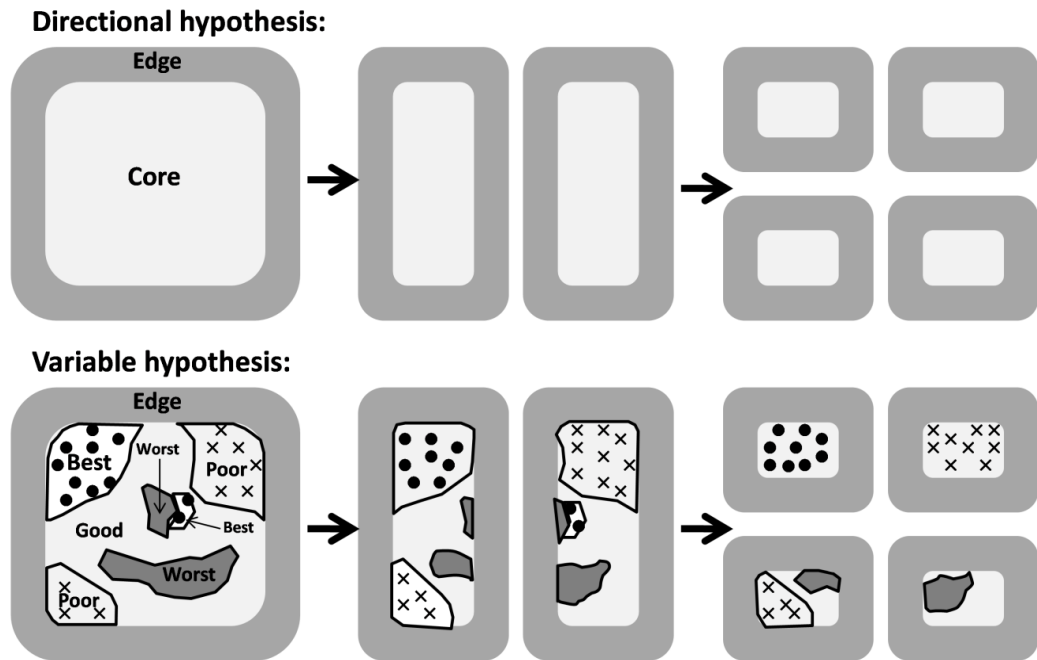 Directional hypothesis:
Edge
Core
Variable hypothesis:
Edge
Best
Worst
Poor
Good
Best
Worst
Poor